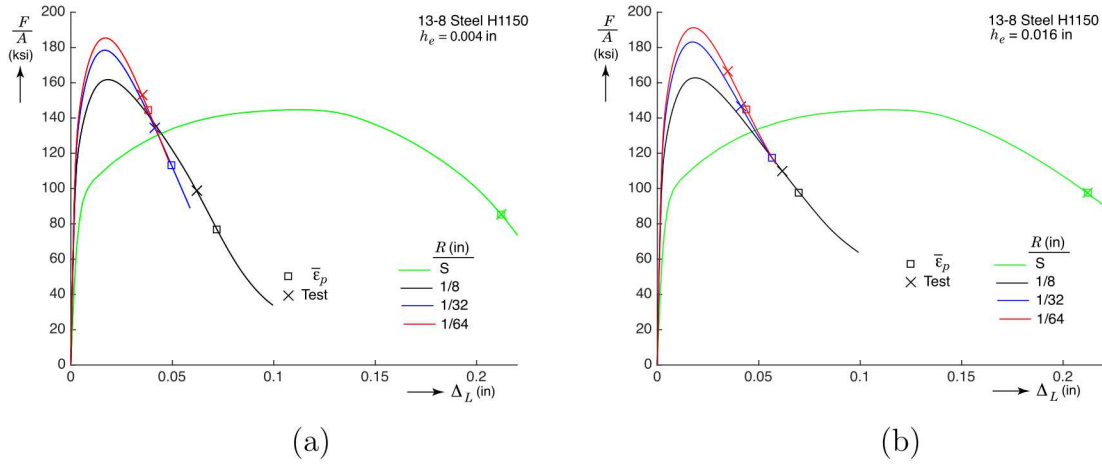 F
A
(ksi)
200
180
160
140
120
100
80
60
40
20
0
0
0.05
0.1
0.15
0.2
Δ_L (in)
13-8 Steel H1150
h_e = 0.004 in
ε̅_p
Test
R (in)
S
1/8
1/32
1/64
(a)
F
A
(ksi)
200
180
160
140
120
100
80
60
40
20
0
0
0.05
0.1
0.15
0.2
Δ_L (in)
13-8 Steel H1150
h_e = 0.016 in
ε̅_p
Test
R (in)
S
1/8
1/32
1/64
(b)